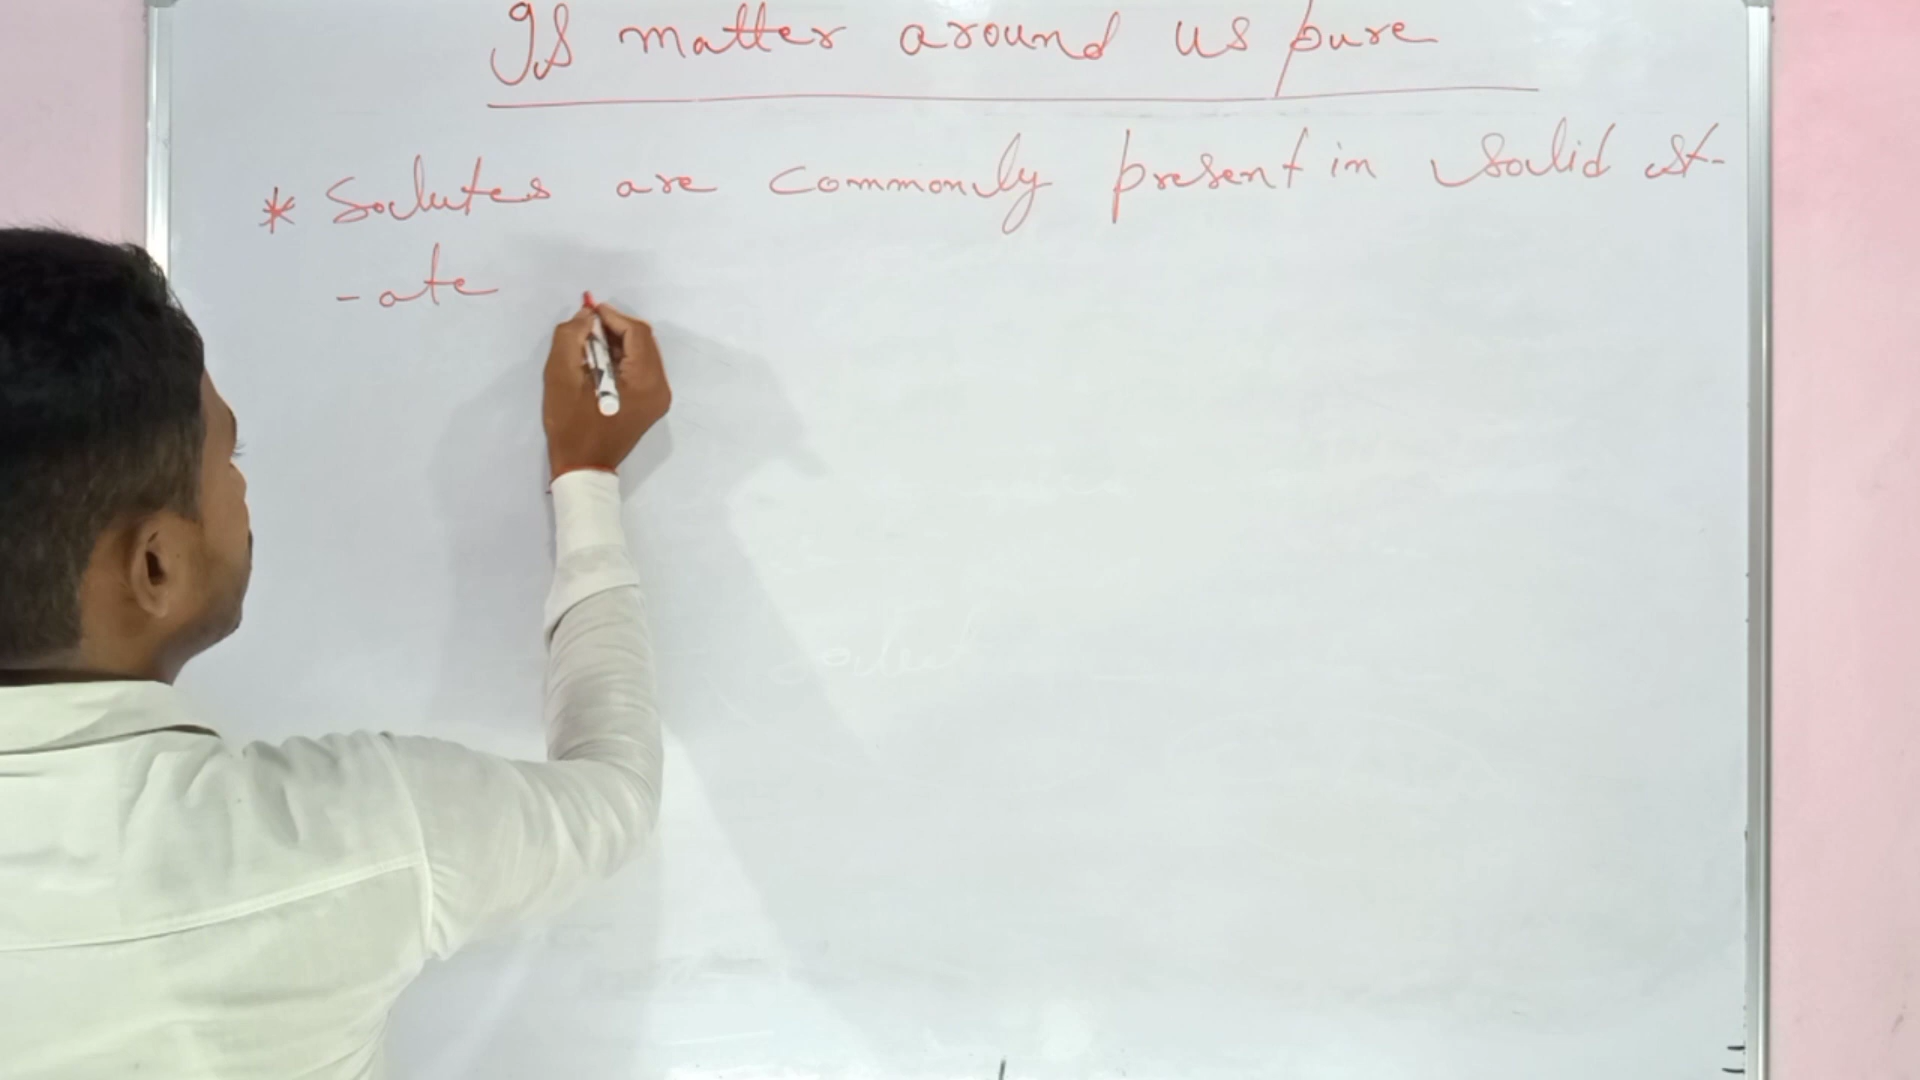 Is matter around us pure
* Solutes are commonly present in solid st-
-ate